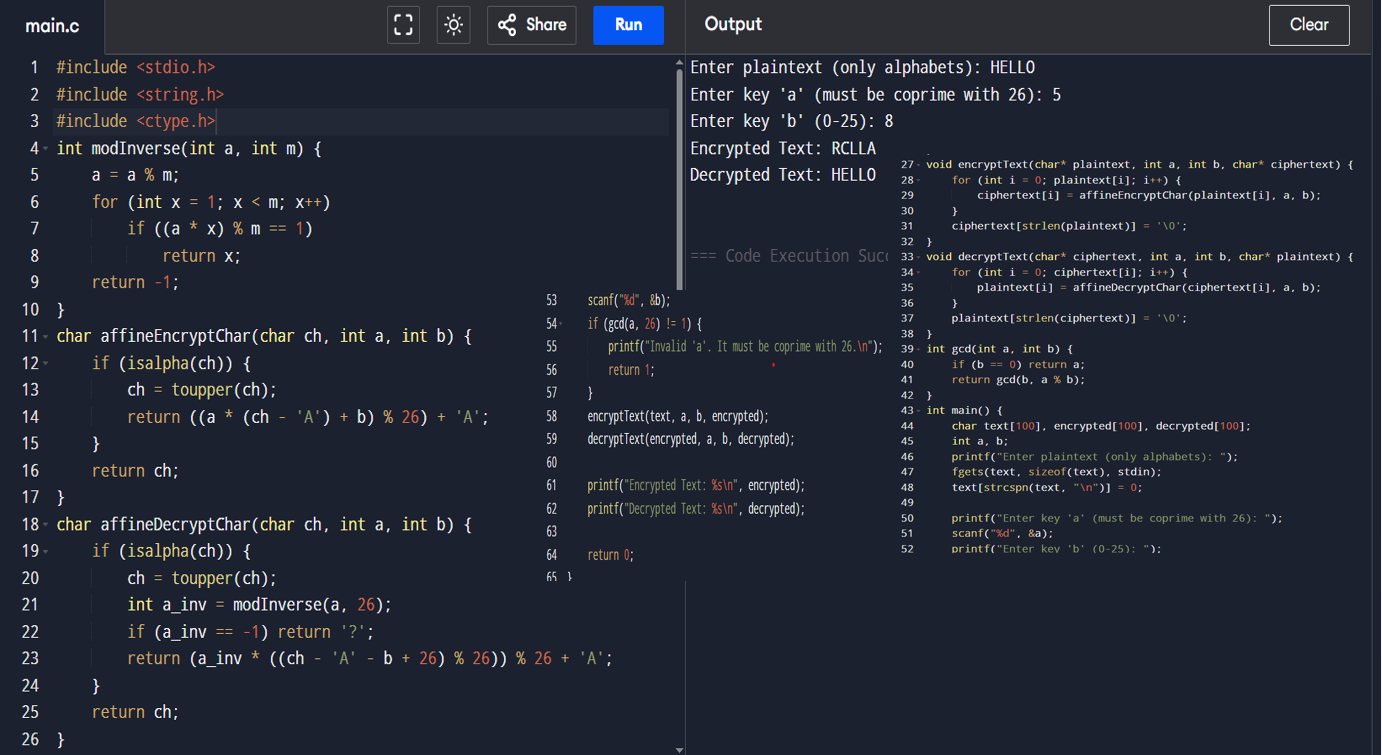 main.c
Share
Run
Output
Clear
1 #include <stdio.h>
2 #include <string.h>
3 #include <ctype.h>
4 int modInverse(int a, int m) {
5     a = a % m;
6     for (int x = 1; x < m; x++)
7         if ((a * x) % m == 1)
8             return x;
9     return -1;
10 }
11 char affineEncryptChar(char ch, int a, int b) {
12     if (isalpha(ch)) {
13         ch = toupper(ch);
14         return ((a * (ch - 'A') + b) % 26) + 'A';
15     }
16     return ch;
17 }
18 char affineDecryptChar(char ch, int a, int b) {
19     if (isalpha(ch)) {
20         ch = toupper(ch);
21         int a_inv = modInverse(a, 26);
22         if (a_inv == -1) return '?';
23         return (a_inv * ((ch - 'A' - b + 26) % 26)) % 26 + 'A';
24     }
25     return ch;
26 }
27 void encryptText(char* plaintext, int a, int b, char* ciphertext) {
28     for (int i = 0; plaintext[i]; i++) {
29         ciphertext[i] = affineEncryptChar(plaintext[i], a, b);
30     }
31     ciphertext[strlen(plaintext)] = '\0';
32 }
33 void decryptText(char* ciphertext, int a, int b, char* plaintext) {
34     for (int i = 0; ciphertext[i]; i++) {
35         plaintext[i] = affineDecryptChar(ciphertext[i], a, b);
36     }
37     plaintext[strlen(ciphertext)] = '\0';
38 }
39 int gcd(int a, int b) {
40     if (b == 0) return a;
41     return gcd(b, a % b);
42 }
43 int main() {
44     char text[100], encrypted[100], decrypted[100];
45     int a, b;
46     printf("Enter plaintext (only alphabets): ");
47     fgets(text, sizeof(text), stdin);
48     text[strcspn(text, "\n")] = 0;
49
50     printf("Enter key 'a' (must be coprime with 26): ");
51     scanf("%d", &a);
52     printf("Enter key 'b' (0-25): ");
53     scanf("%d", &b);
54     if (gcd(a, 26) != 1) {
55         printf("Invalid 'a'. It must be coprime with 26.\n");
56         return 1;
57     }
58     encryptText(text, a, b, encrypted);
59     decryptText(encrypted, a, b, decrypted);
60
61     printf("Encrypted Text: %s\n", encrypted);
62     printf("Decrypted Text: %s\n", decrypted);
63
64     return 0;
65 }
Enter plaintext (only alphabets): HELLO
Enter key 'a' (must be coprime with 26): 5
Enter key 'b' (0-25): 8
Encrypted Text: RCLLA
Decrypted Text: HELLO
=== Code Execution Succ